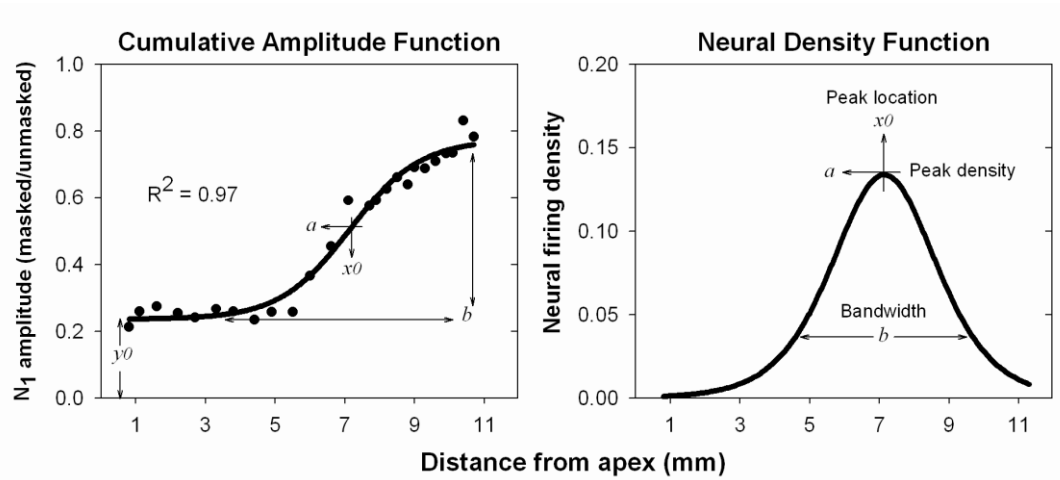 Cumulative Amplitude Function
N1 amplitude (masked/unmasked)
1.0
0.8
0.6
0.4
0.2
0.0
R2 = 0.97
a
x0
b
y0
1 3 5 7 9 11
Neural Density Function
Neural firing density
0.20
0.15
0.10
0.05
0.00
Peak location
x0
a
Peak density
Bandwidth
b
1 3 5 7 9 11
Distance from apex (mm)